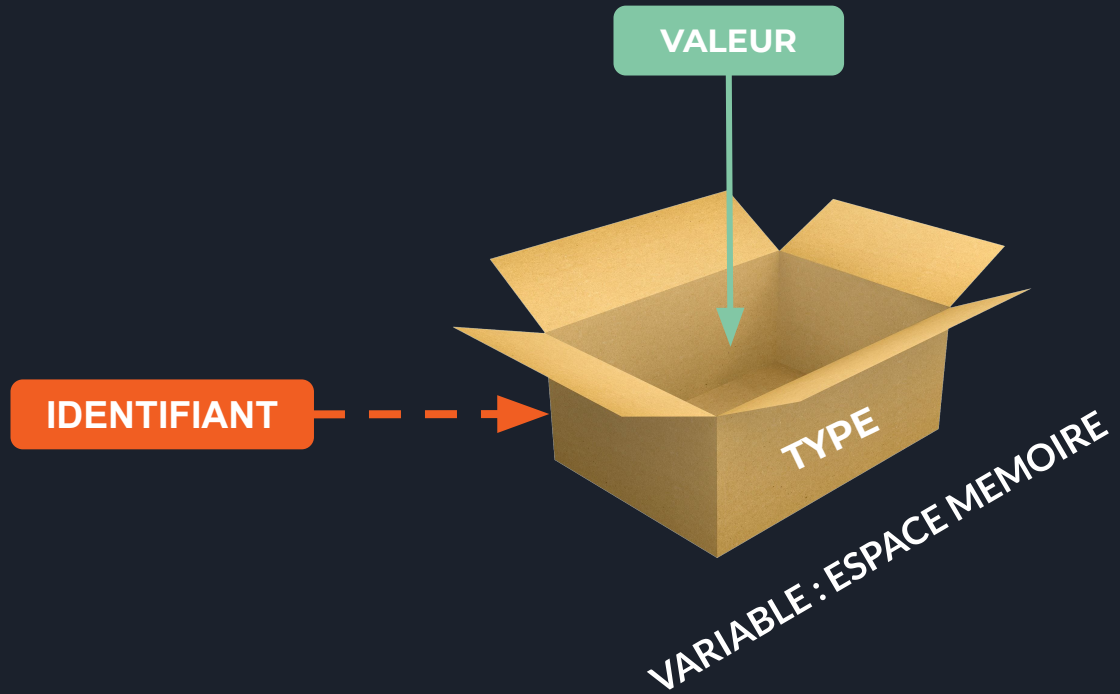 VALEUR
IDENTIFIANT
TYPE
VARIABLE : ESPACE MEMOIRE